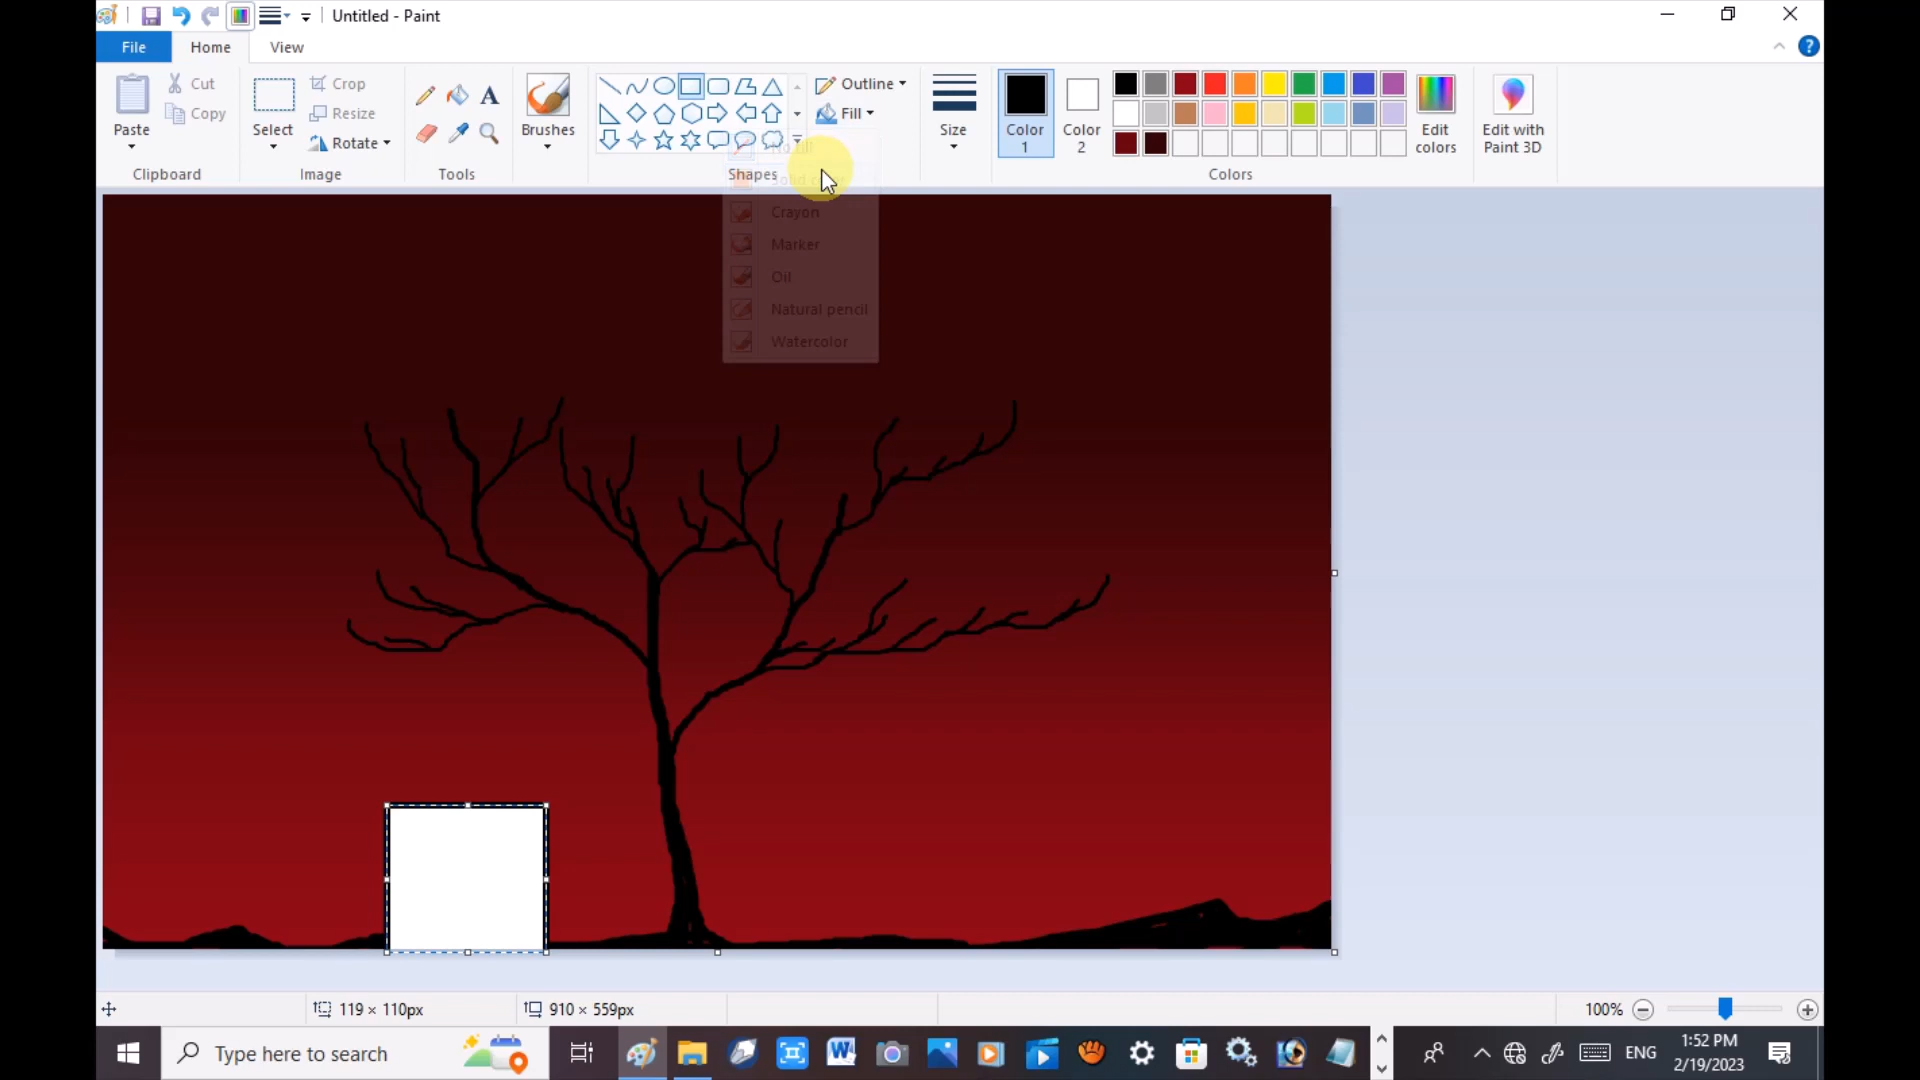 Untitled - Paint
File Home View
Cut
Copy
Paste
Clipboard
Crop
Resize
Rotate
Select
Image
A
Tools
Brushes
Outline
Fill
No fill
Shapes
Crayon
Marker
Oil
Natural pencil
Watercolor
Size
Color 1
Color 2
Edit colors
Edit with Paint 3D
Colors
119 × 110px
910 × 559px
100%
Type here to search
ENG
1:52 PM
2/19/2023